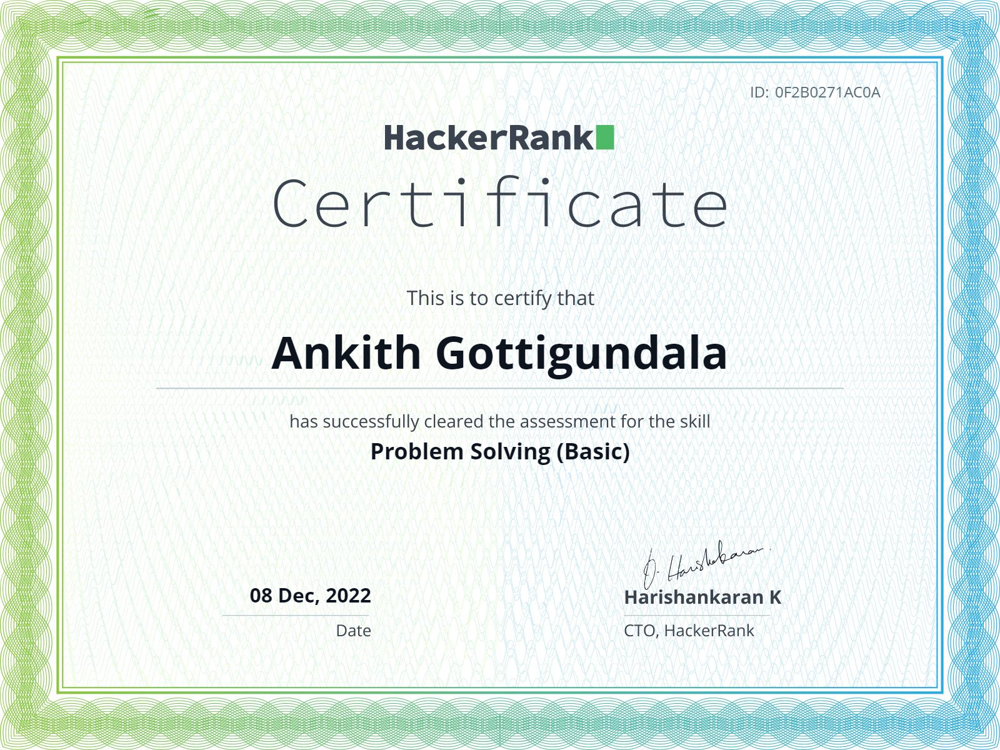 ID: 0F2B0271AC0A
HackerRank
Certificate
This is to certify that
Ankith Gottigundala
has successfully cleared the assessment for the skill
Problem Solving (Basic)
08 Dec, 2022
Date
Harishankaran K
CTO, HackerRank